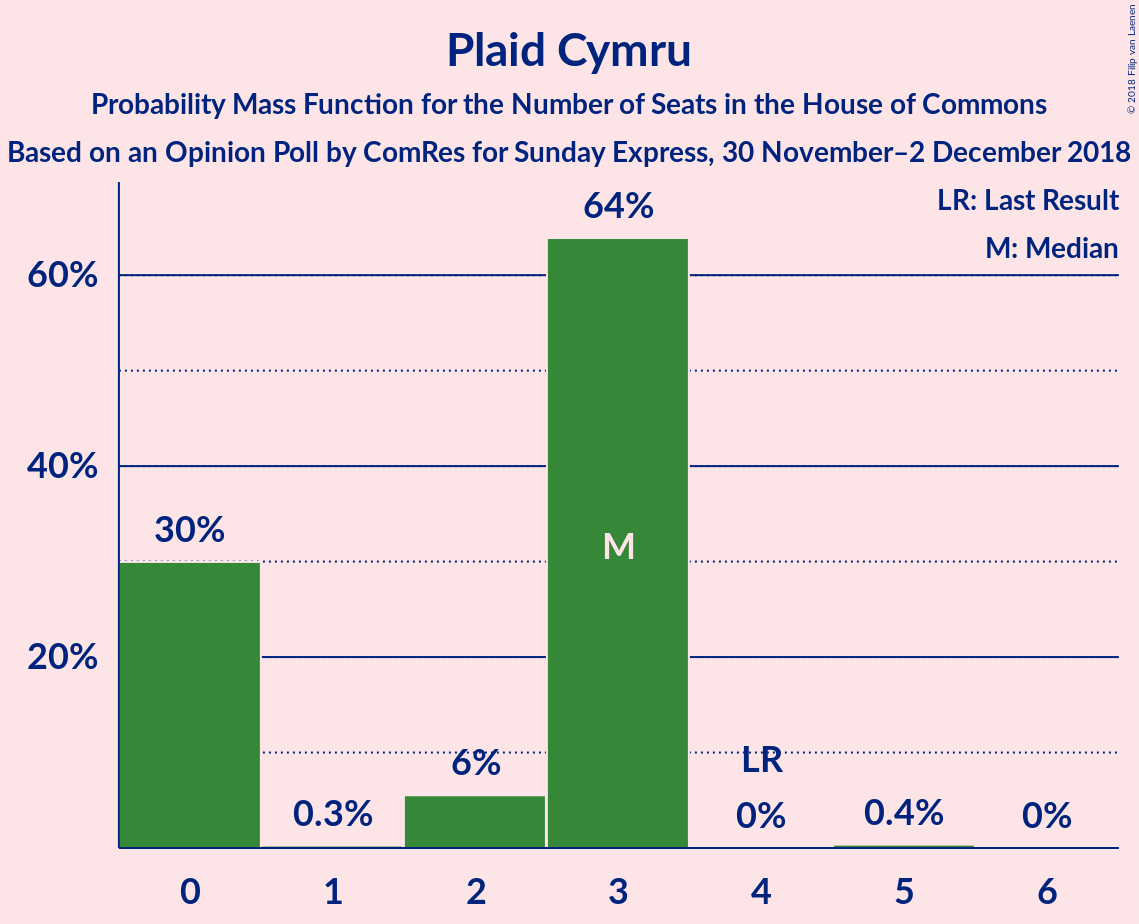 Plaid Cymru
Probability Mass Function for the Number of Seats in the House of Commons
Based on an Opinion Poll by ComRes for Sunday Express, 30 November–2 December 2018
© 2018 Filip van Laenen
LR: Last Result
M: Median
64%
60%
40%
30%
M
20%
LR
6%
0.3%
0%
0.4%
0%
0 1 2 3 4 5 6